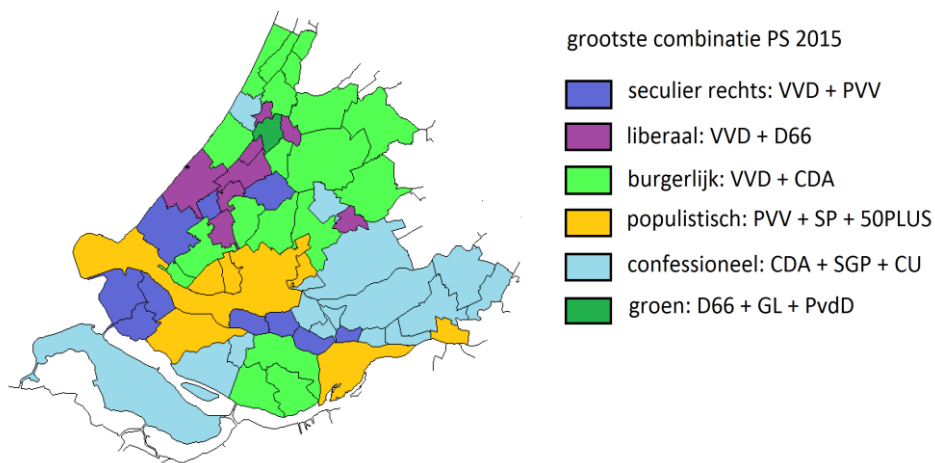 grootste combinatie PS 2015
seculier rechts: VVD + PVV
liberaal: VVD + D66
burgerlijk: VVD + CDA
populistisch: PVV + SP + 50PLUS
confessioneel: CDA + SGP + CU
groen: D66 + GL + PvdD